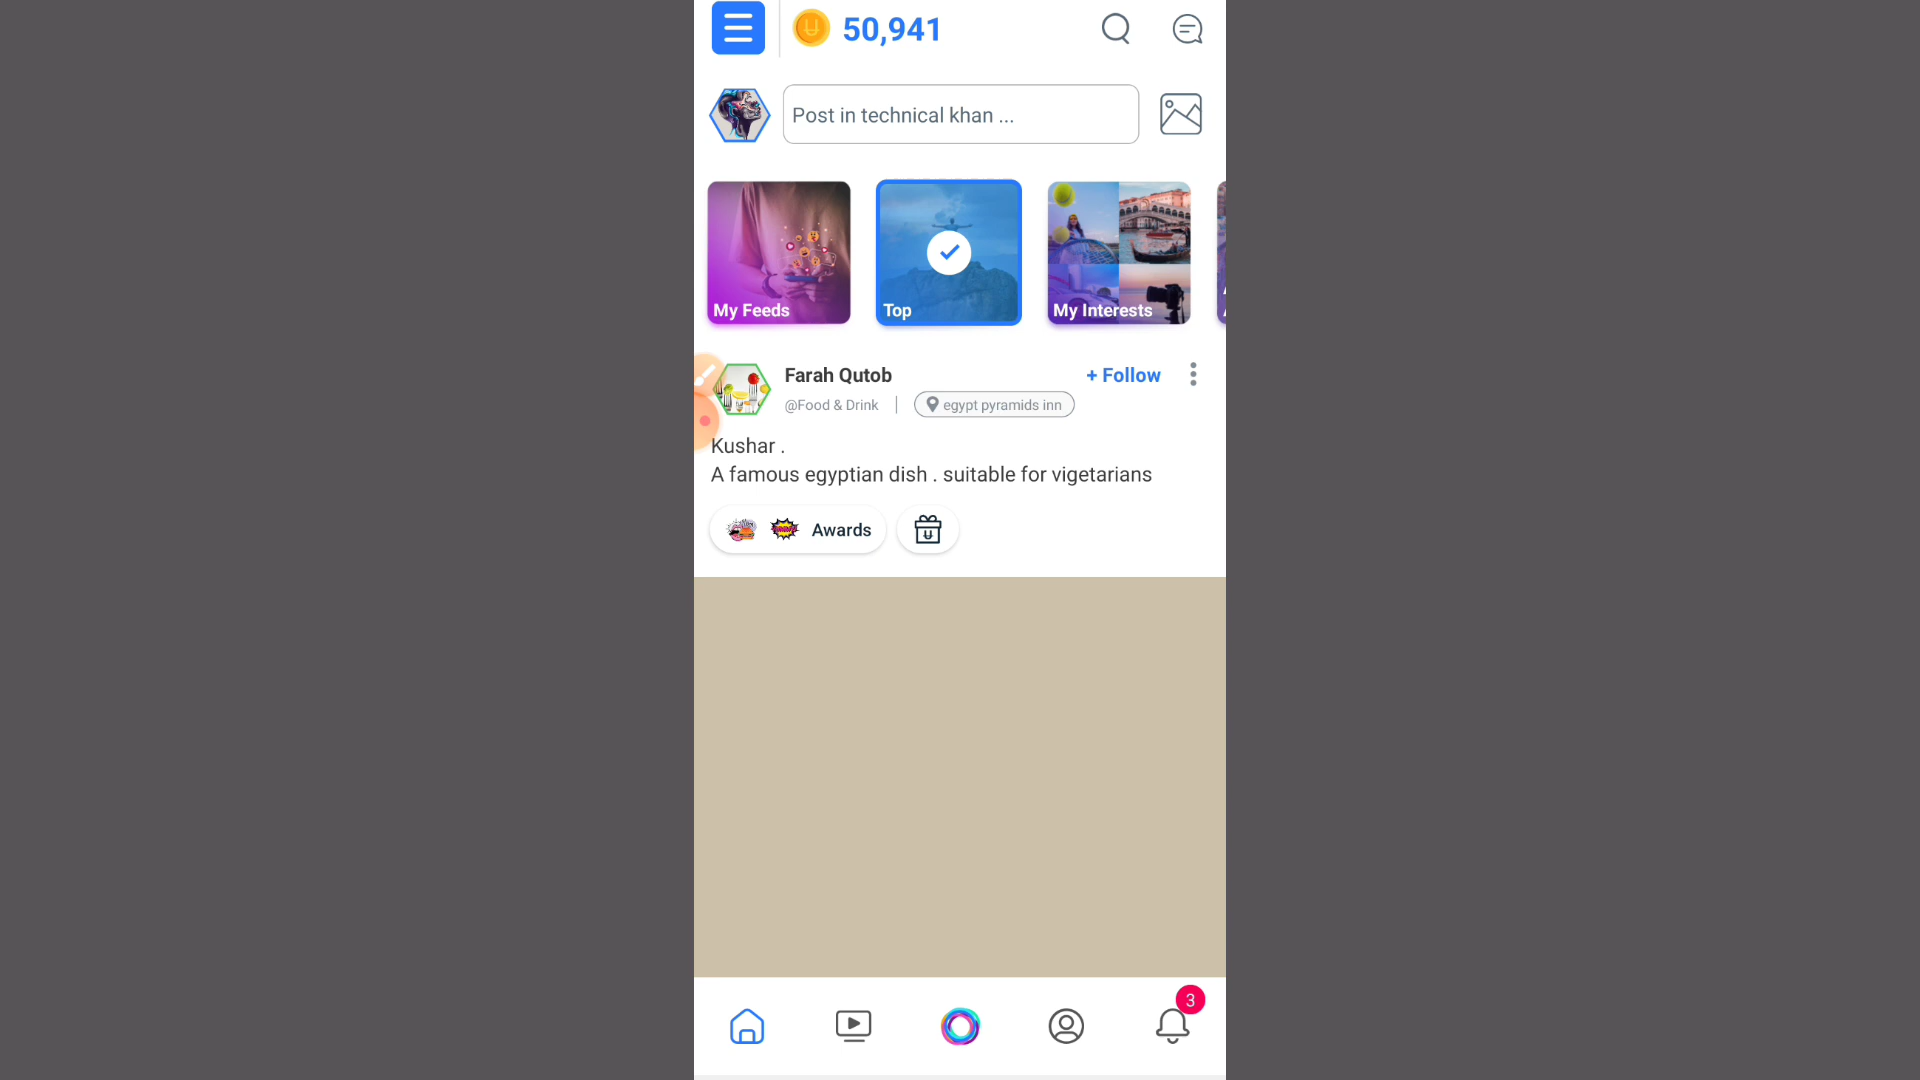 50,941
Post in technical khan ...
My Feeds
Top
My Interests
Farah Qutob
+ Follow
@Food & Drink
egypt pyramids inn
Kushar .
A famous egyptian dish . suitable for vigetarians
Awards
3